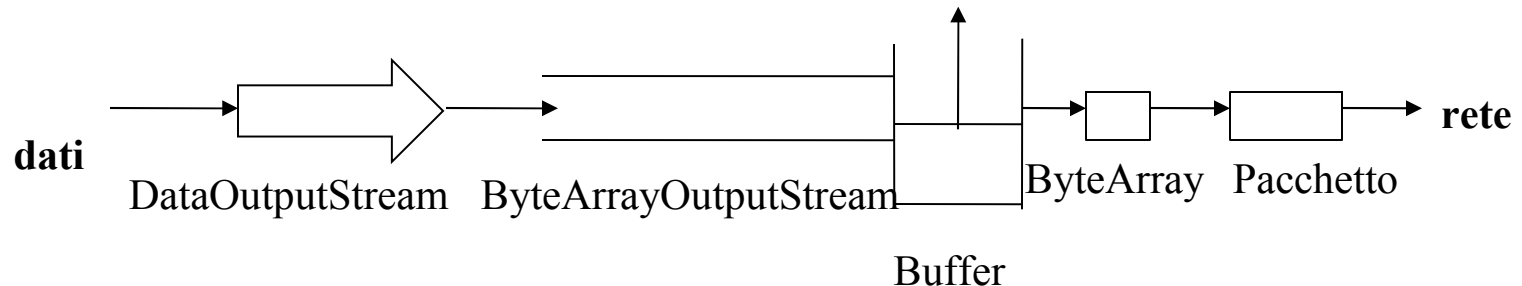 dati
DataOutputStream
ByteArrayOutputStream
Buffer
ByteArray
Pacchetto
rete